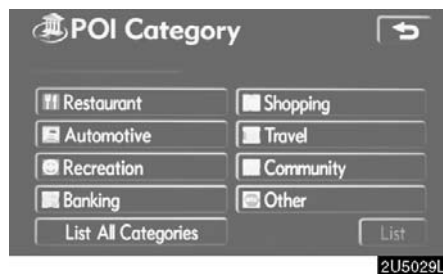 POI Category
Restaurant
Shopping
Automotive
Travel
Recreation
Community
Banking
Other
List All Categories
List
2U5029L